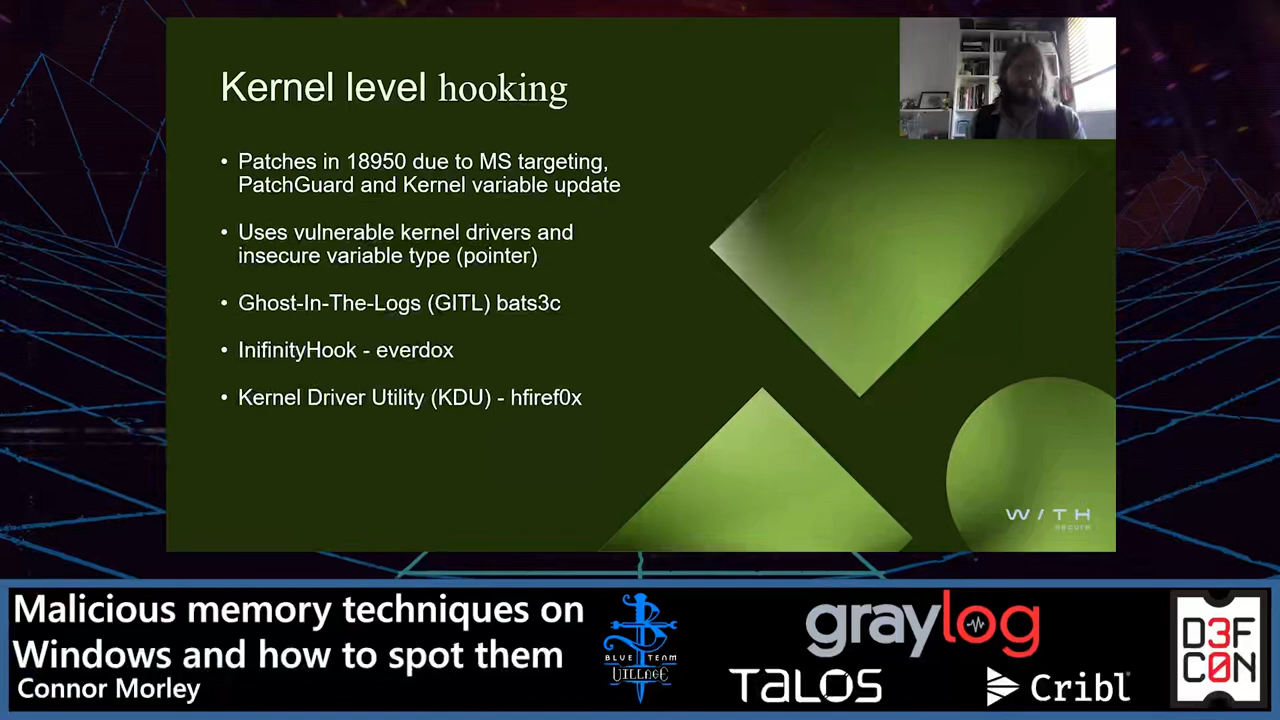 Kernel level hooking
• Patches in 18950 due to MS targeting,
PatchGuard and Kernel variable update
• Uses vulnerable kernel drivers and
insecure variable type (pointer)
• Ghost-In-The-Logs (GITL) bats3c
• InifinityHook - everdox
• Kernel Driver Utility (KDU) - hfiref0x
W/TH
secure
Malicious memory techniques on
Windows and how to spot them
Connor Morley
BLUE TEAM
VILLAGE
graylog
TALOS
Cribl
D3F
C0N